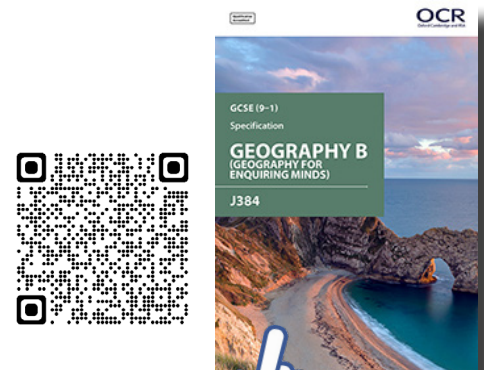 OCR
Oxford Cambridge and RSA
GCSE (9–1)
Specification
GEOGRAPHY B
(GEOGRAPHY FOR
ENQUIRING MINDS)
J384